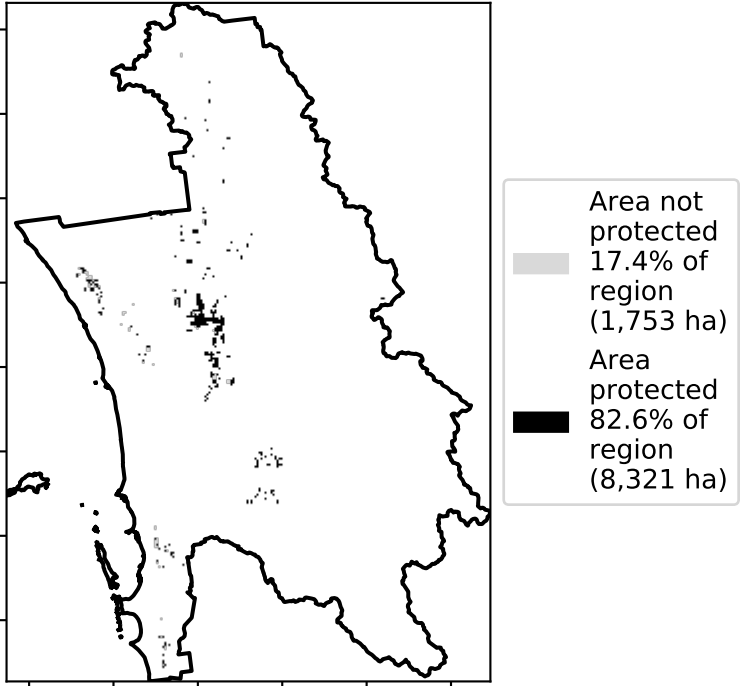 Area not
protected
17.4% of
region
(1,753 ha)
Area
protected
82.6% of
region
(8,321 ha)